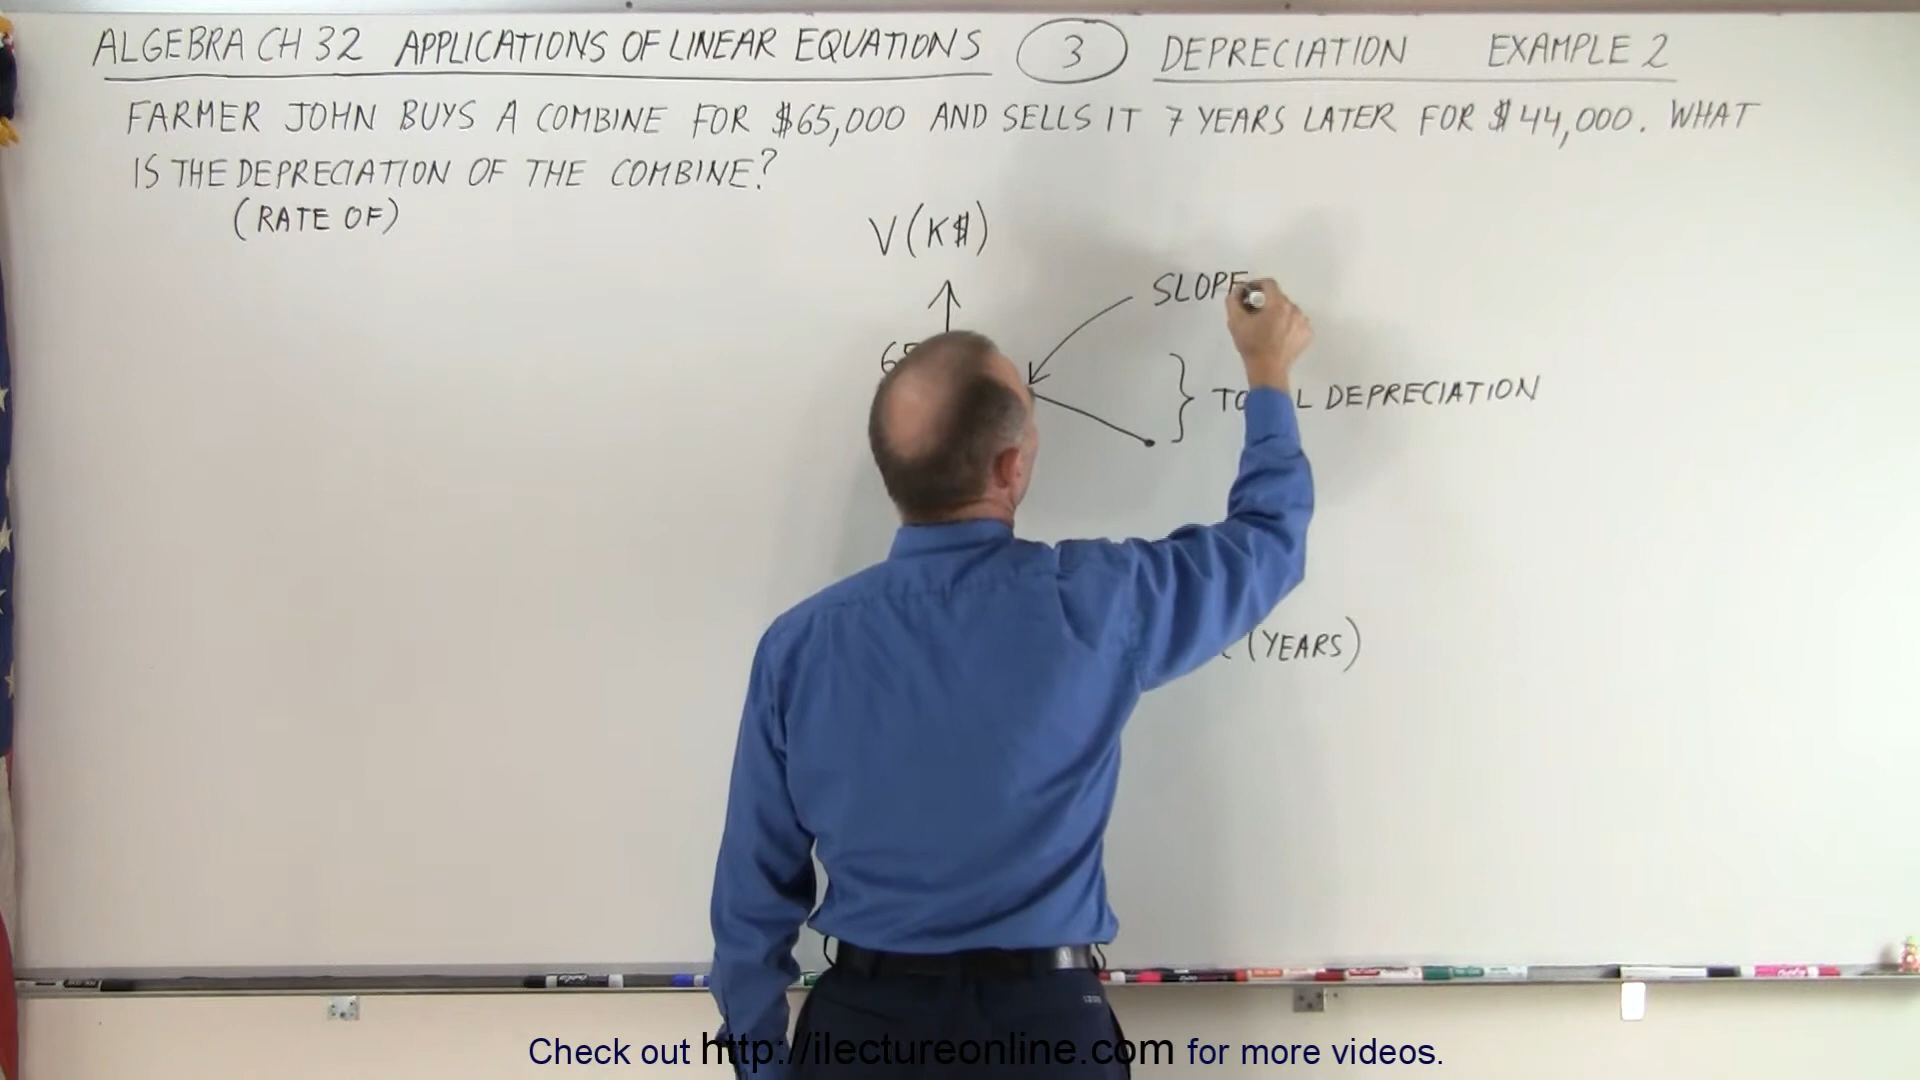 ALGEBRA CH 32 APPLICATIONS OF LINEAR EQUATIONS 3 DEPRECIATION EXAMPLE 2
FARMER JOHN BUYS A COMBINE FOR $65,000 AND SELLS IT 7 YEARS LATER FOR $44,000. WHAT
IS THE DEPRECIATION OF THE COMBINE?
(RATE OF)
V(K$)
SLOPE
65
} DEPRECIATION
(YEARS)
Check out http://ilectureonline.com for more videos.